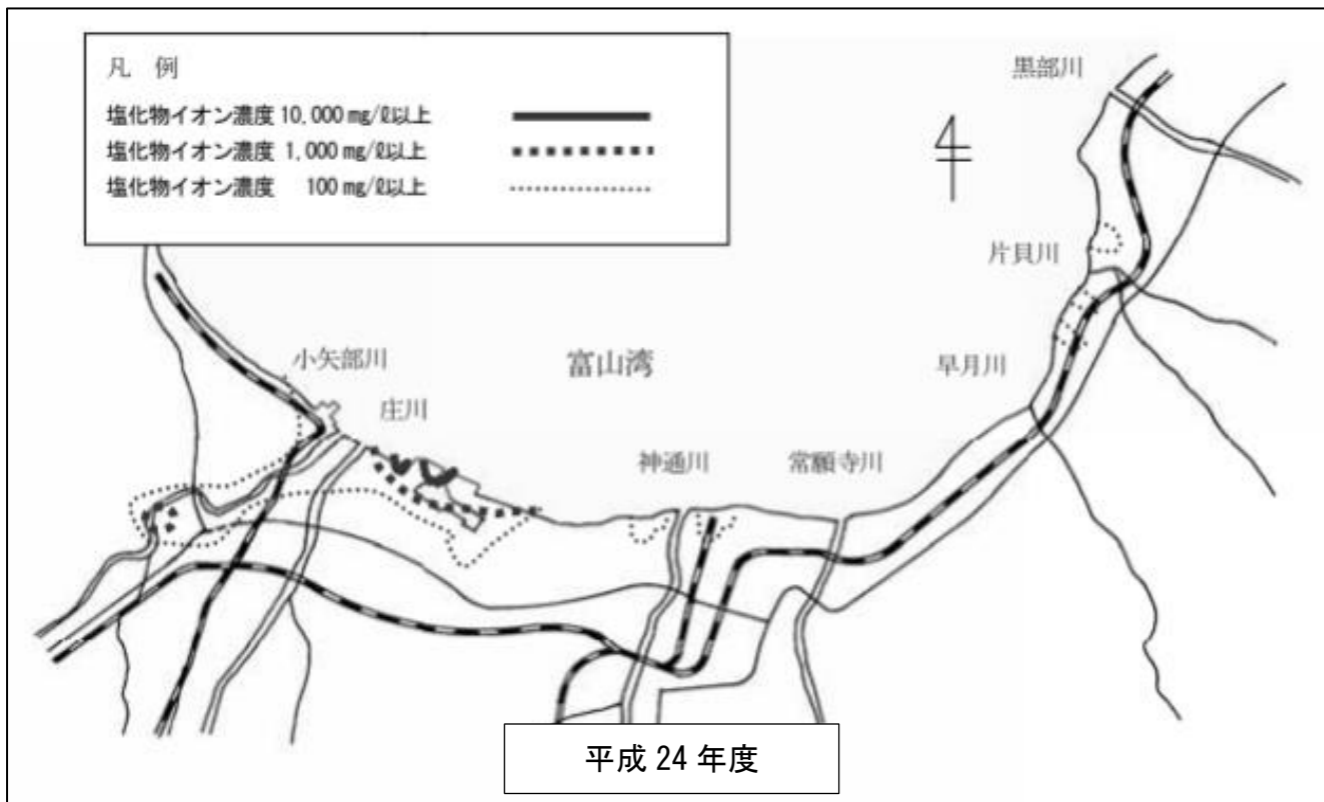 凡 例
塩化物イオン濃度 10,000 mg/ℓ以上
塩化物イオン濃度 1,000 mg/ℓ以上
塩化物イオン濃度 100 mg/ℓ以上
黒部川
片貝川
小矢部川
富山湾
早月川
庄川
神通川
常願寺川
平成 24 年度